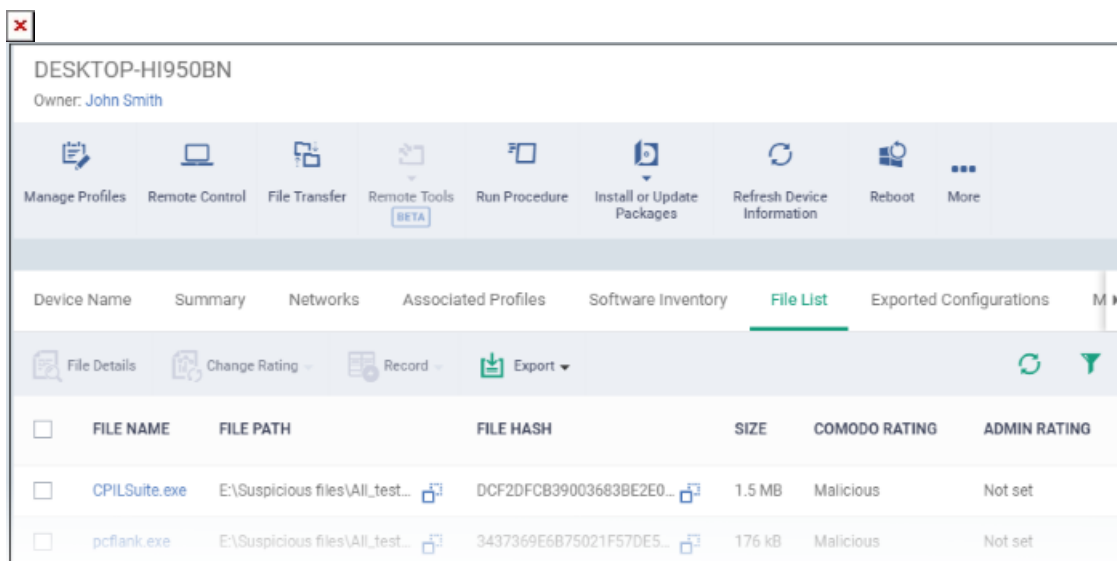 DESKTOP-HI950BN
Owner: John Smith
Manage Profiles Remote Control File Transfer Remote Tools Run Procedure Install or Update Refresh Device Reboot More
BETA Packages Information
Device Name Summary Networks Associated Profiles Software Inventory File List Exported Configurations M
File Details Change Rating Record Export
FILE NAME FILE PATH FILE HASH SIZE COMODO RATING ADMIN RATING
CPILSuite.exe E:\Suspicious files\All_test... DCF2DFCB39003683BE2E0... 1.5 MB Malicious Not set
pcflank.exe E:\Suspicious files\All_test... 3437369E6B75021F57DE5... 176 kB Malicious Not set